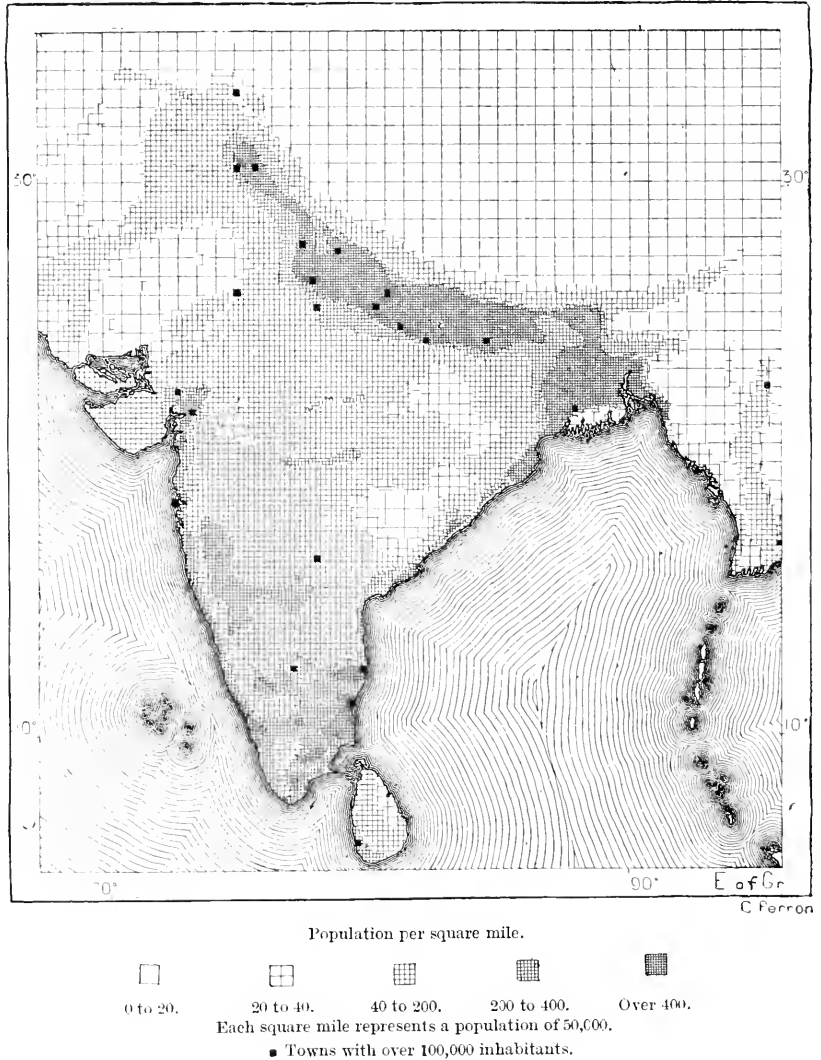 30°
30°
0°
10°
0°
90°
E of Gr
C Perron
Population per square mile.
0 to 20.
20 to 40.
40 to 200.
200 to 400.
Over 400.
Each square mile represents a population of 50,000.
■ Towns with over 100,000 inhabitants.